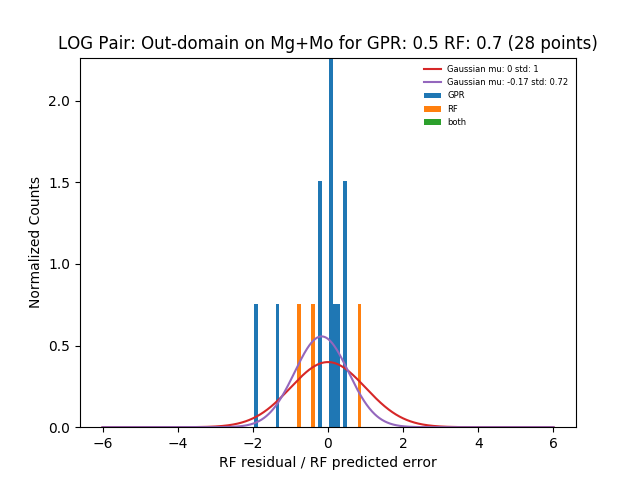 LOG Pair: Out-domain on Mg+Mo for GPR: 0.5 RF: 0.7 (28 points)
Gaussian mu: 0 std: 1
Gaussian mu: -0.17 std: 0.72
GPR
RF
both
Normalized Counts
2.0
1.5
1.0
0.5
0.0
−6 −4 −2 0 2 4 6
RF residual / RF predicted error